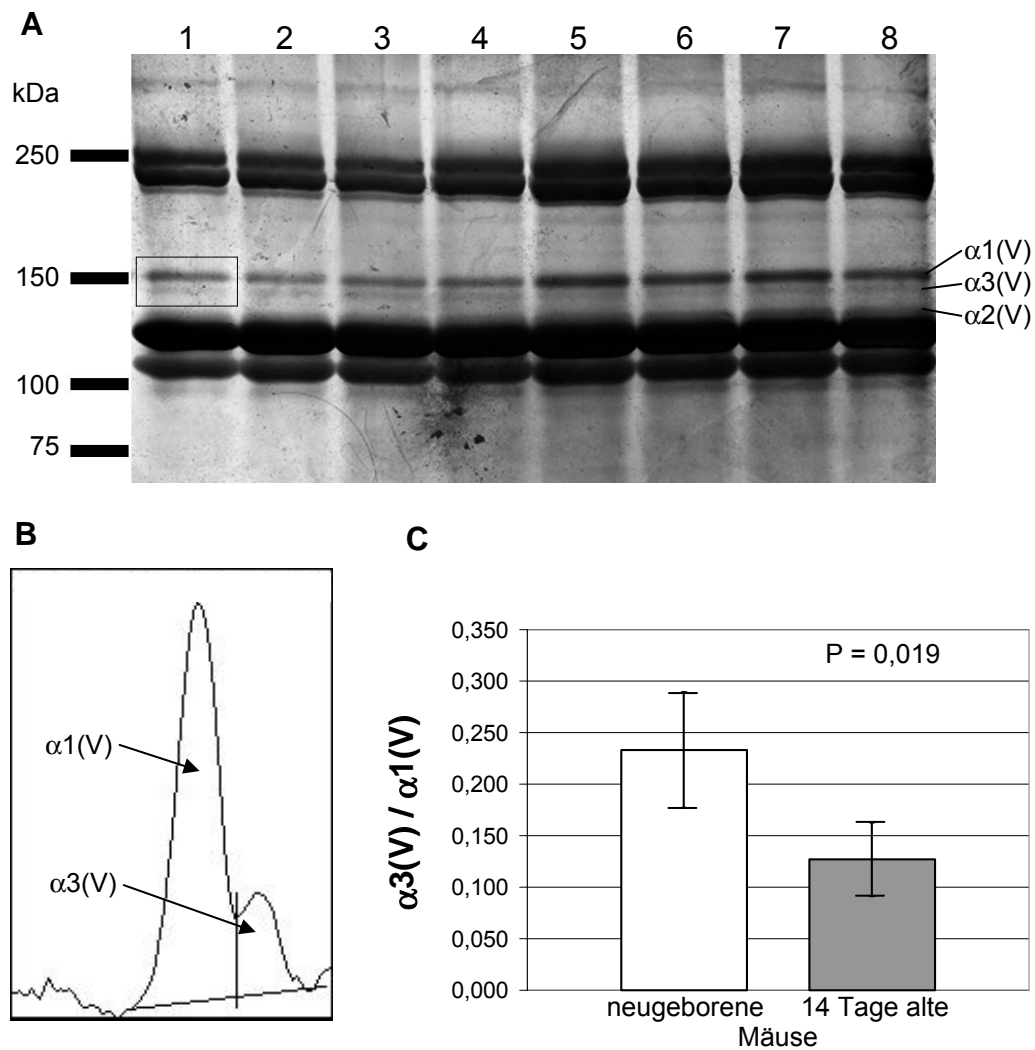 A
1 2 3 4 5 6 7 8
kDa
250
150
100
75
α1(V)
α3(V)
α2(V)
B
α1(V)
α3(V)
C
α3(V) / α1(V)
0,350
0,300
0,250
0,200
0,150
0,100
0,050
0,000
P = 0,019
neugeborene 14 Tage alte
Mäuse